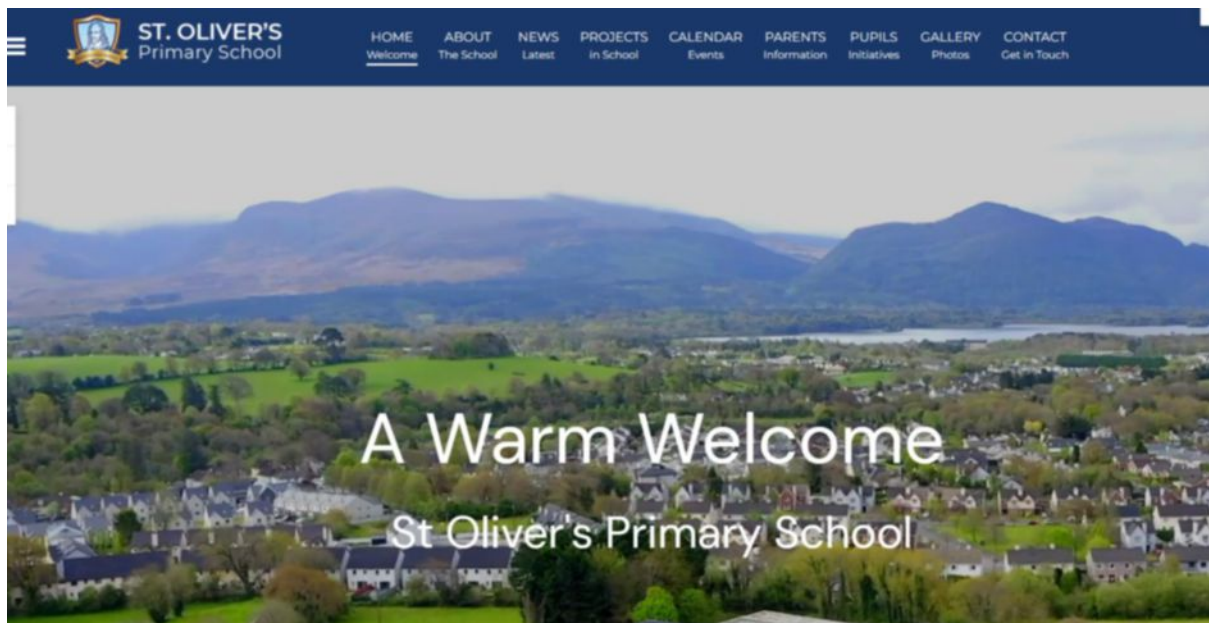 ST. OLIVER'S
Primary School
HOME ABOUT NEWS PROJECTS CALENDAR PARENTS PUPILS GALLERY CONTACT
Welcome The School Latest in School Events Information Initiatives Photos Get in Touch
A Warm Welcome
St Oliver's Primary School